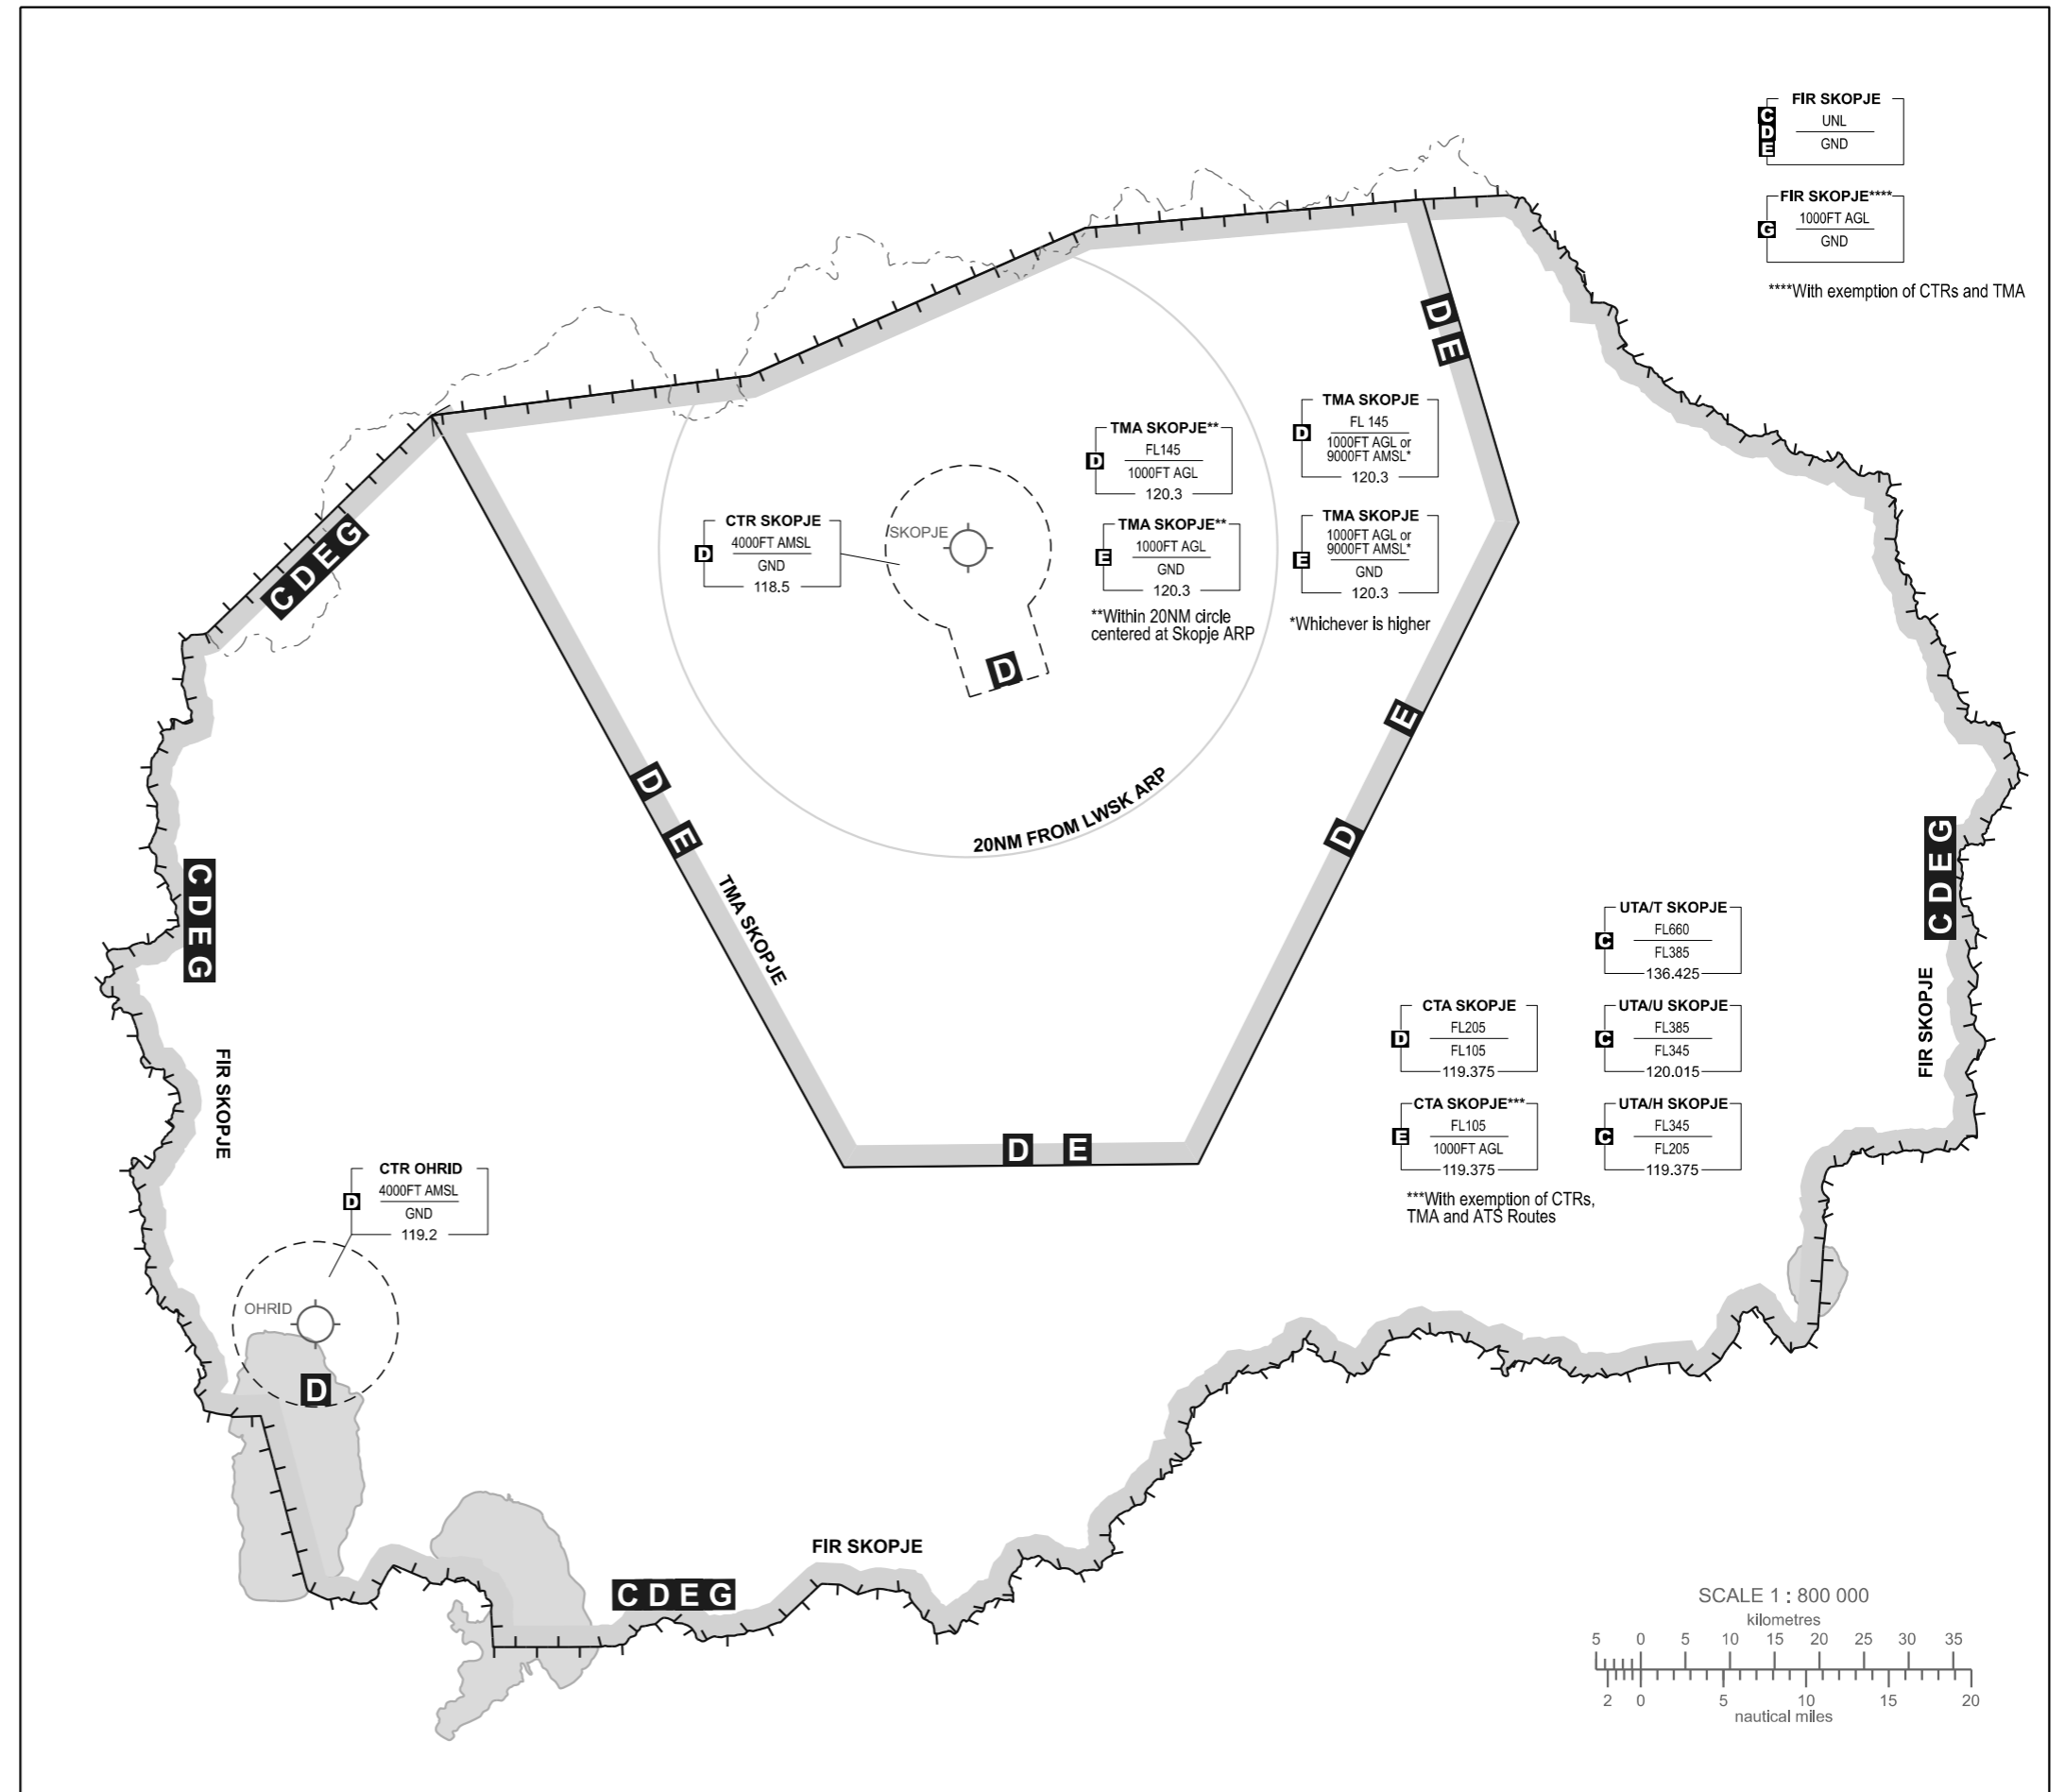 FIR SKOPJE
C
D
E
UNL
GND
FIR SKOPJE****
G
1000FT AGL
GND
****With exemption of CTRs and TMA
D E
TMA SKOPJE
D
FL 145
1000FT AGL or
9000FT AMSL*
120.3
TMA SKOPJE**
D
FL145
1000FT AGL
120.3
TMA SKOPJE
E
1000FT AGL or
9000FT AMSL*
GND
120.3
*Whichever is higher
TMA SKOPJE**
E
1000FT AGL
GND
120.3
**Within 20NM circle
centered at Skopje ARP
CTR SKOPJE
D
4000FT AMSL
GND
118.5
SKOPJE
D
C D E G
D
E
TMA SKOPJE
20NM FROM LWSK ARP
E
D
D E
C D E G
FIR SKOPJE
C D E G
FIR SKOPJE
UTA/T SKOPJE
C
FL660
FL385
136.425
CTA SKOPJE
D
FL205
FL105
119.375
UTA/U SKOPJE
C
FL385
FL345
120.015
CTA SKOPJE***
E
FL105
1000FT AGL
119.375
UTA/H SKOPJE
C
FL345
FL205
119.375
***With exemption of CTRs,
TMA and ATS Routes
CTR OHRID
D
4000FT AMSL
GND
119.2
OHRID
D
FIR SKOPJE
C D E G
SCALE 1 : 800 000
kilometres
5 0 5 10 15 20 25 30 35
2 0 5 10 15 20
nautical miles